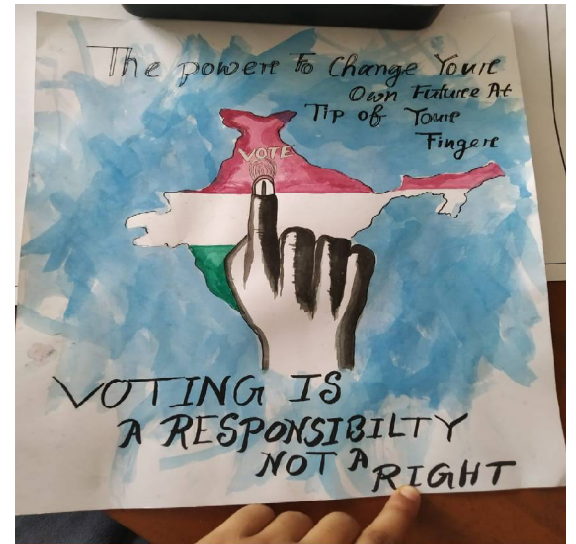 The power To Change Your
Own Future At
Tip of Your
Finger
VOTE
VOTING IS
A RESPONSIBILTY
NOT A RIGHT